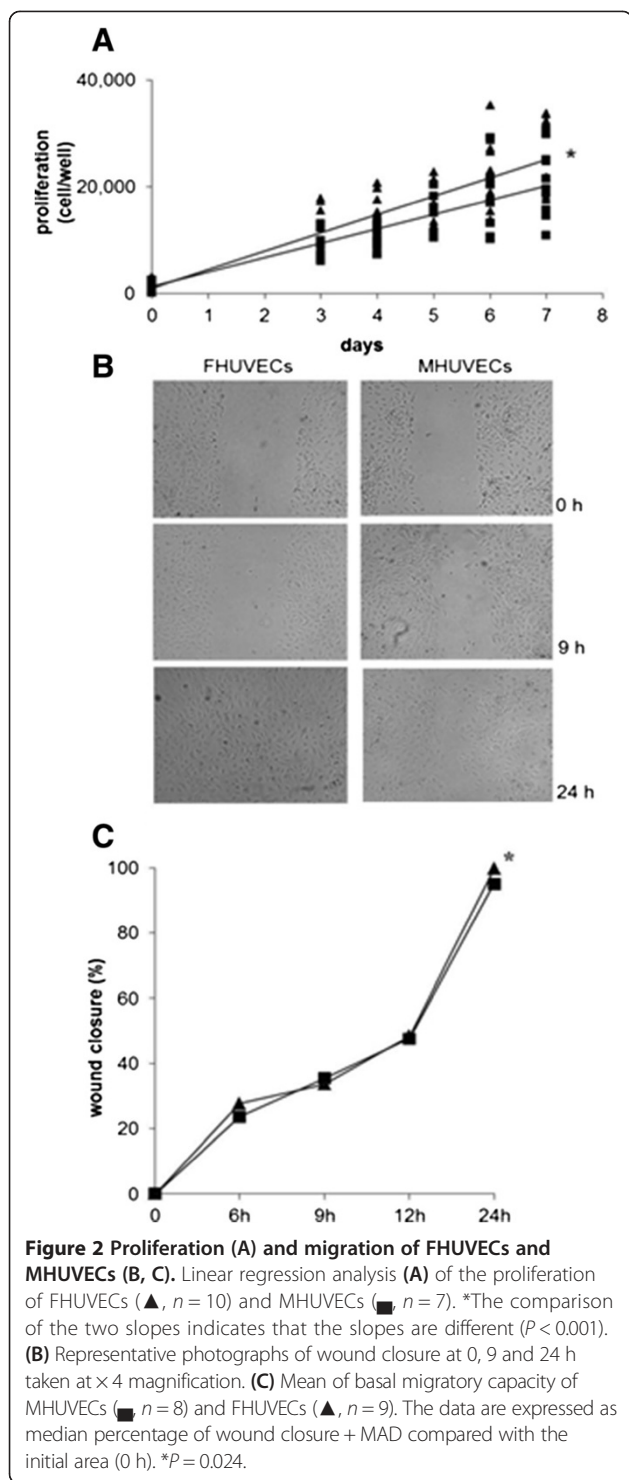 A
40,000
20,000
0
proliferation
(cell/well)
0 1 2 3 4 5 6 7 8
days
*
B
FHUVECs MHUVECs
0 h
9 h
24 h
C
100
80
60
40
20
0
wound closure (%)
0 6h 9h 12h 24h
*
Figure 2 Proliferation (A) and migration of FHUVECs and
MHUVECs (B, C). Linear regression analysis (A) of the proliferation
of FHUVECs (▲, n = 10) and MHUVECs (■, n = 7). *The comparison
of the two slopes indicates that the slopes are different (P < 0.001).
(B) Representative photographs of wound closure at 0, 9 and 24 h
taken at × 4 magnification. (C) Mean of basal migratory capacity of
MHUVECs (■, n = 8) and FHUVECs (▲, n = 9). The data are expressed as
median percentage of wound closure + MAD compared with the
initial area (0 h). *P = 0.024.